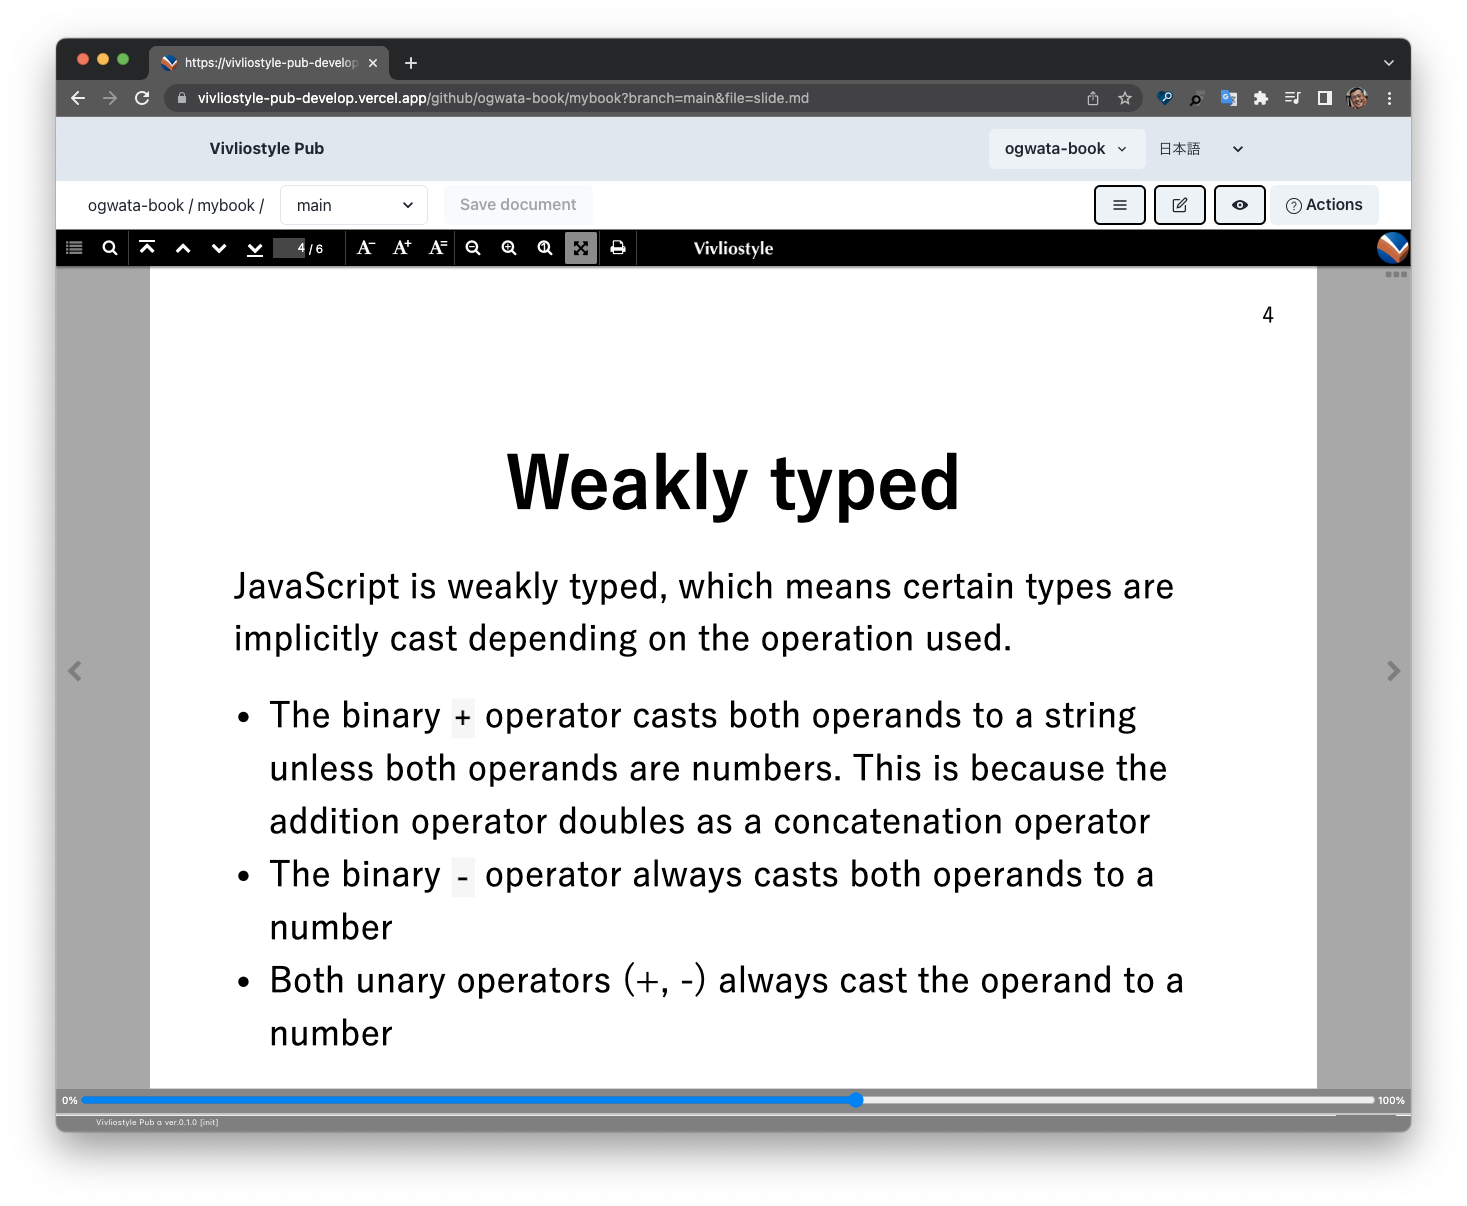 https://vivliostyle-pub-develop
vivliostyle-pub-develop.vercel.app/github/ogwata-book/mybook?branch=main&file=slide.md
Vivliostyle Pub
ogwata-book
日本語
ogwata-book / mybook /
main
Save document
Actions
4 / 6
A- A+ A=
Vivliostyle
4
Weakly typed
JavaScript is weakly typed, which means certain types are
implicitly cast depending on the operation used.
• The binary + operator casts both operands to a string
unless both operands are numbers. This is because the
addition operator doubles as a concatenation operator
• The binary - operator always casts both operands to a
number
• Both unary operators (+, -) always cast the operand to a
number
0%
100%
Vivliostyle Pub α ver.0.1.0 [init]